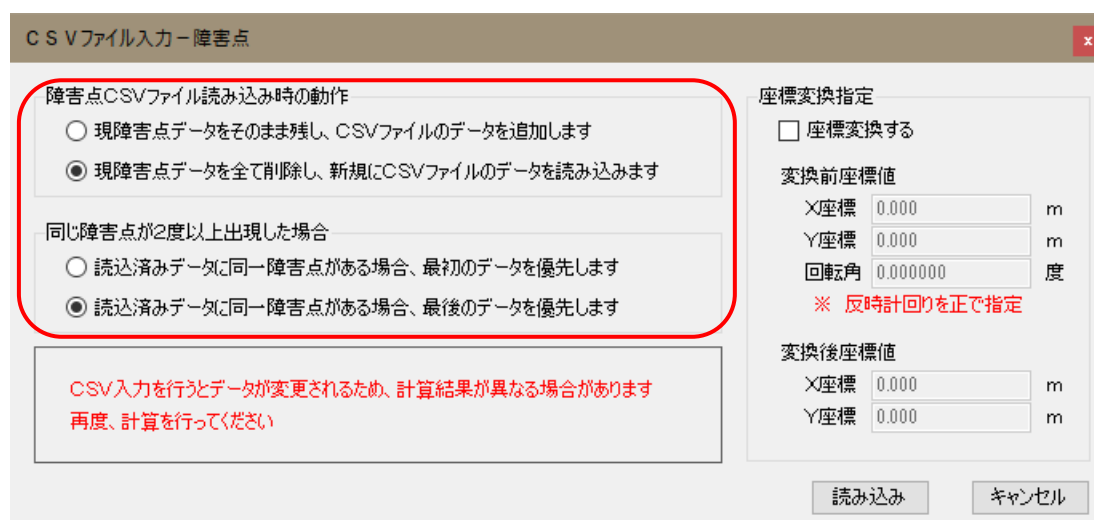 CSVファイル入力－障害点
x
障害点CSVファイル読み込み時の動作
現障害点データをそのまま残し、CSVファイルのデータを追加します
現障害点データを全て削除し、新規にCSVファイルのデータを読み込みます
同じ障害点が2度以上出現した場合
読込済みデータに同一障害点がある場合、最初のデータを優先します
読込済みデータに同一障害点がある場合、最後のデータを優先します
CSV入力を行うとデータが変更されるため、計算結果が異なる場合があります
再度、計算を行ってください
座標変換指定
座標変換する
変換前座標値
X座標 0.000 m
Y座標 0.000 m
回転角 0.000000 度
※ 反時計回りを正で指定
変換後座標値
X座標 0.000 m
Y座標 0.000 m
読み込み
キャンセル